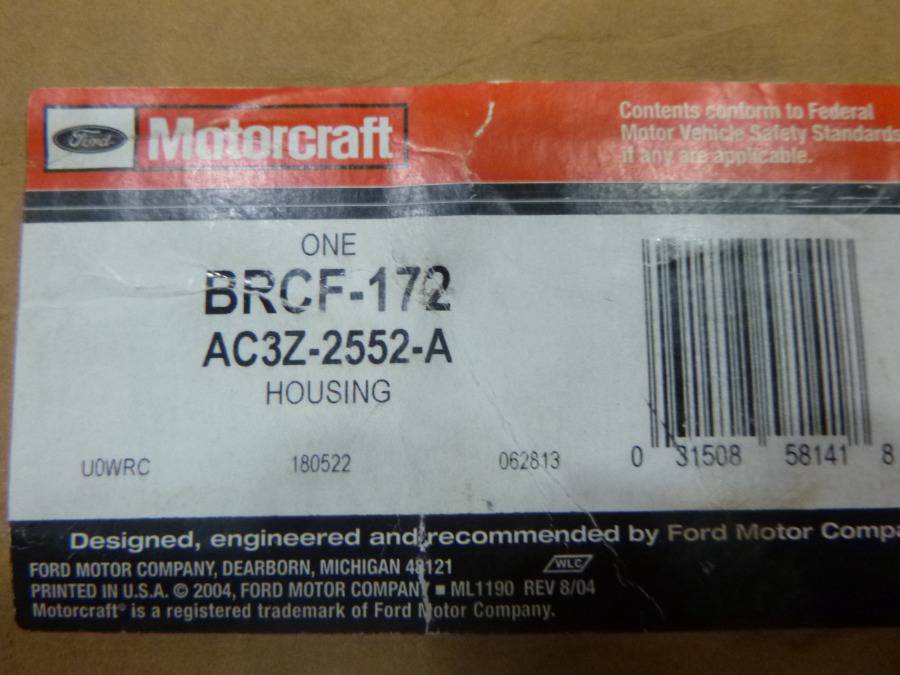 Ford
Motorcraft
Contents conform to Federal
Motor Vehicle Safety Standards
if any are applicable.
ONE
BRCF-172
AC3Z-2552-A
HOUSING
U0WRC 180522 062813
0 31508 58141 8
Designed, engineered and recommended by Ford Motor Compa
FORD MOTOR COMPANY, DEARBORN, MICHIGAN 48121
WLC
PRINTED IN U.S.A. © 2004, FORD MOTOR COMPANY ■ ML1190 REV 8/04
Motorcraft® is a registered trademark of Ford Motor Company.